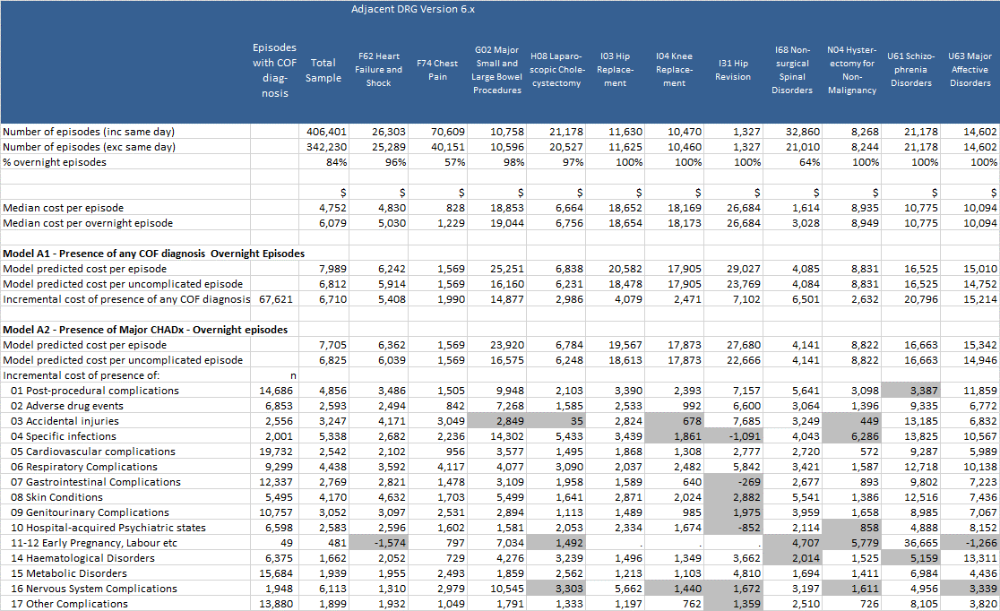 Adjacent DRG Version 6.x
Episodes with COF diag-nosis Total Sample F62 Heart Failure and Shock F74 Chest Pain G02 Major Small and Large Bowel Procedures H08 Laparo-scopic Chole-cystectomy I03 Hip Replace-ment I04 Knee Replace-ment I31 Hip Revision I68 Non-surgical Spinal Disorders N04 Hyster-ectomy for Non-Malignancy U61 Schizo-phrenia Disorders U63 Major Affective Disorders
Number of episodes (inc same day) 406,401 26,303 70,609 10,758 21,178 11,630 10,470 1,327 32,860 8,268 21,178 14,602
Number of episodes (exc same day) 342,230 25,289 40,151 10,596 20,527 11,625 10,460 1,327 21,010 8,244 21,178 14,602
% overnight episodes 84% 96% 57% 98% 97% 100% 100% 100% 64% 100% 100% 100%
$ $ $ $ $ $ $ $ $ $ $ $
Median cost per episode 4,752 4,830 828 18,853 6,664 18,652 18,169 26,684 1,614 8,935 10,775 10,094
Median cost per overnight episode 6,079 5,030 1,229 19,044 6,756 18,654 18,173 26,684 3,028 8,949 10,775 10,094
Model A1 - Presence of any COF diagnosis Overnight Episodes
Model predicted cost per episode 7,989 6,242 1,569 25,251 6,838 20,582 17,905 29,027 4,085 8,831 16,525 15,010
Model predicted cost per uncomplicated episode 6,812 5,914 1,569 16,160 6,231 18,478 17,905 23,769 4,084 8,831 16,525 14,752
Incremental cost of presence of any COF diagnosis 67,621 6,710 5,408 1,990 14,877 2,986 4,079 2,471 7,102 6,501 2,632 20,796 15,214
Model A2 - Presence of Major CHADx - Overnight episodes
Model predicted cost per episode 7,705 6,362 1,569 23,920 6,784 19,567 17,873 27,680 4,141 8,822 16,663 15,342
Model predicted cost per uncomplicated episode 6,825 6,039 1,569 16,575 6,248 18,613 17,873 22,666 4,141 8,822 16,663 14,946
Incremental cost of presence of: n
01 Post-procedural complications 14,686 4,856 3,486 1,505 9,948 2,103 3,390 2,393 7,157 5,641 3,098 3,387 11,859
02 Adverse drug events 6,853 2,593 2,494 842 7,268 1,585 2,533 992 6,600 3,064 1,396 9,335 6,772
03 Accidental injuries 2,556 3,247 4,171 3,049 2,849 35 2,824 678 7,685 3,249 449 13,185 6,832
04 Specific infections 2,001 5,338 2,682 2,236 14,302 5,433 3,439 1,861 -1,091 4,043 6,286 13,825 10,567
05 Cardiovascular complications 19,732 2,542 2,102 956 3,577 1,495 1,868 1,308 2,777 2,720 572 9,287 5,989
06 Respiratory Complications 9,299 4,438 3,592 4,117 4,077 3,090 2,037 2,482 5,842 3,421 1,587 12,718 10,138
07 Gastrointestinal Complications 12,337 2,769 2,821 1,478 3,109 1,958 1,589 640 -269 2,677 893 9,802 7,223
08 Skin Conditions 5,495 4,170 4,632 1,703 5,499 1,641 2,871 2,024 2,882 5,541 1,386 12,516 7,436
09 Genitourinary Complications 10,757 3,052 3,097 2,531 2,894 1,113 1,489 985 1,975 3,959 1,658 8,985 7,067
10 Hospital-acquired Psychiatric states 6,598 2,583 2,596 1,602 1,581 2,053 2,334 1,674 -852 2,114 858 4,888 8,152
11-12 Early Pregnancy, Labour etc 49 481 -1,574 797 7,034 1,492 . . . 4,707 5,779 36,665 -1,266
14 Haematological Disorders 6,375 1,662 2,052 729 4,276 3,239 1,496 1,349 3,662 2,014 1,525 5,159 13,311
15 Metabolic Disorders 15,684 1,939 1,955 2,493 1,859 2,562 1,213 1,103 4,810 1,694 1,411 6,984 4,436
16 Nervous System Complications 1,948 6,113 1,310 2,979 10,545 3,303 5,662 1,440 1,672 3,197 1,611 4,956 3,339
17 Other Complications 13,880 1,899 1,932 1,049 1,791 1,333 1,197 762 1,359 2,510 726 8,105 3,820